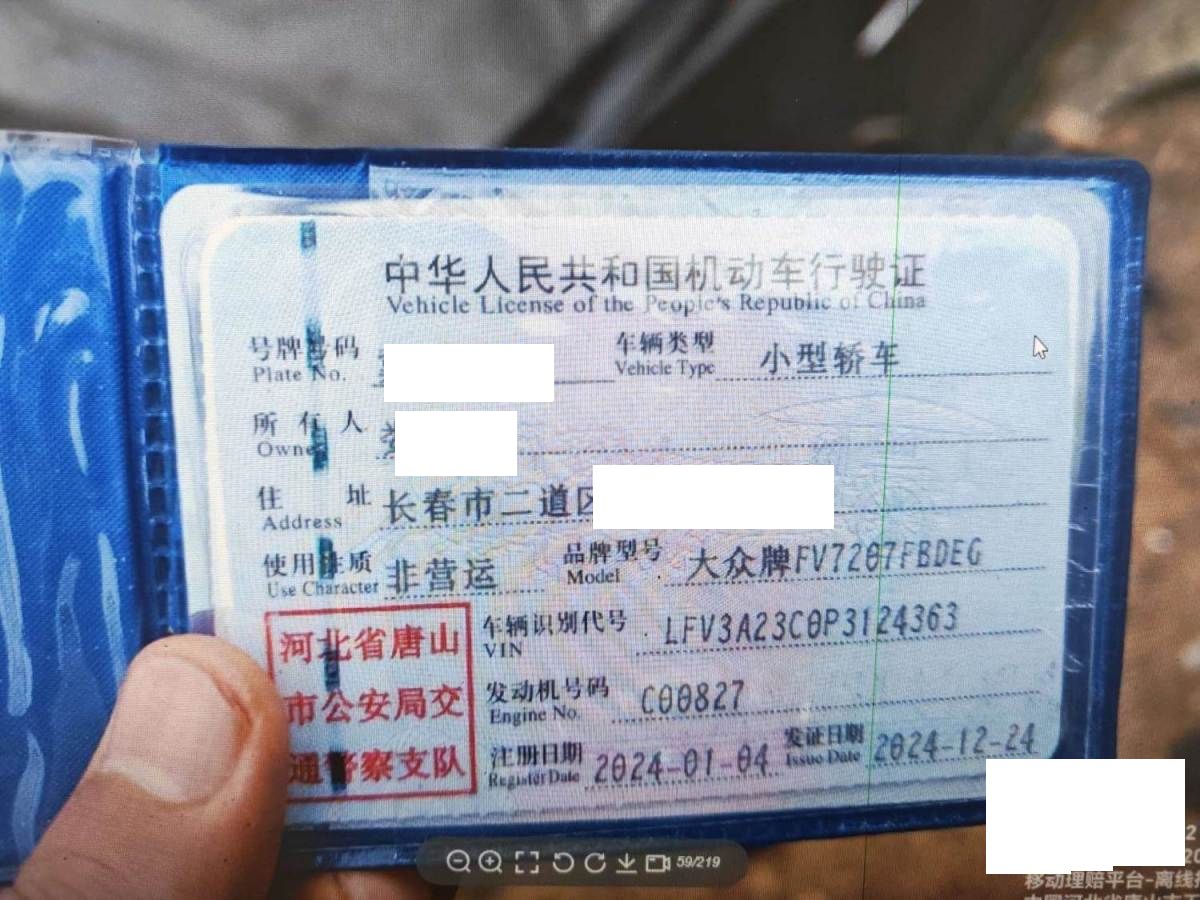 中华人民共和国机动车行驶证
Vehicle License of the People's Republic of China
号牌号码
Plate No.
车辆类型 小型轿车
Vehicle Type
所有人
Owner
住址 长春市二道区
Address
使用性质 非营运
Use Character
品牌型号 大众牌FV7207FBDEG
Model
河北省唐山
市公安局交
通警察支队
车辆识别代号 LFV3A23C0P3124363
VIN
发动机号码 C00827
Engine No.
注册日期 2024-01-04
Register Date
发证日期 2024-12-24
Issue Date
59/219
移动理赔平台-离线